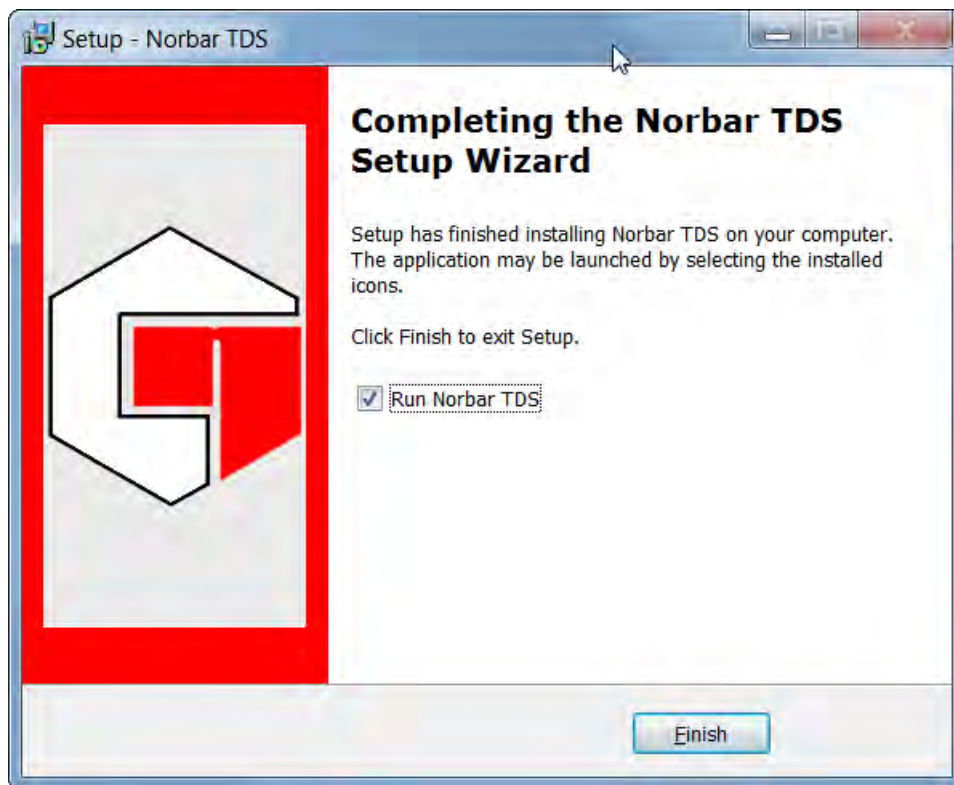 Setup - Norbar TDS
Completing the Norbar TDS
Setup Wizard
Setup has finished installing Norbar TDS on your computer.
The application may be launched by selecting the installed
icons.
Click Finish to exit Setup.
Run Norbar TDS
Finish